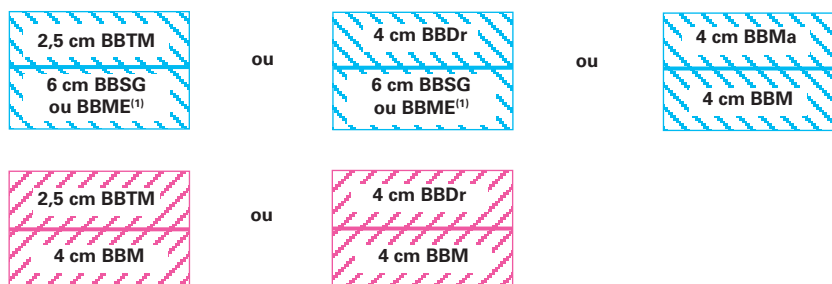 2,5 cm BBTM
6 cm BBSG
ou BBME(1)
ou
4 cm BBDr
6 cm BBSG
ou BBME(1)
ou
4 cm BBMa
4 cm BBM
2,5 cm BBTM
4 cm BBM
ou
4 cm BBDr
4 cm BBM